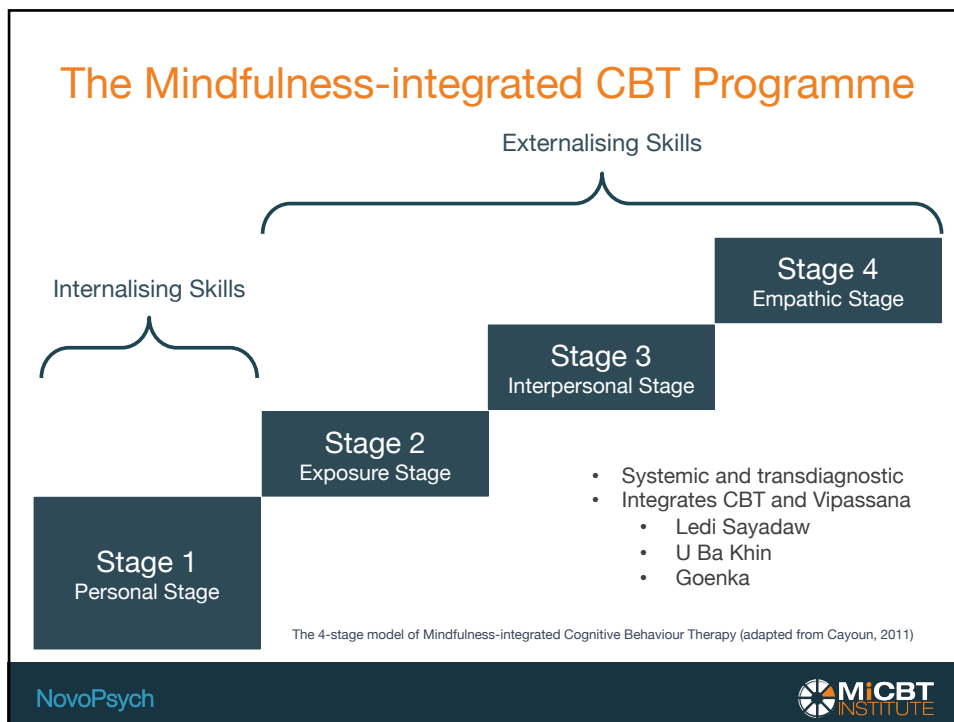 The Mindfulness-integrated CBT Programme
Externalising Skills
Internalising Skills
Stage 4
Empathic Stage
Stage 3
Interpersonal Stage
Stage 2
Exposure Stage
Stage 1
Personal Stage
• Systemic and transdiagnostic
• Integrates CBT and Vipassana
• Ledi Sayadaw
• U Ba Khin
• Goenka
The 4-stage model of Mindfulness-integrated Cognitive Behaviour Therapy (adapted from Cayoun, 2011)
NovoPsych
MiCBT
INSTITUTE